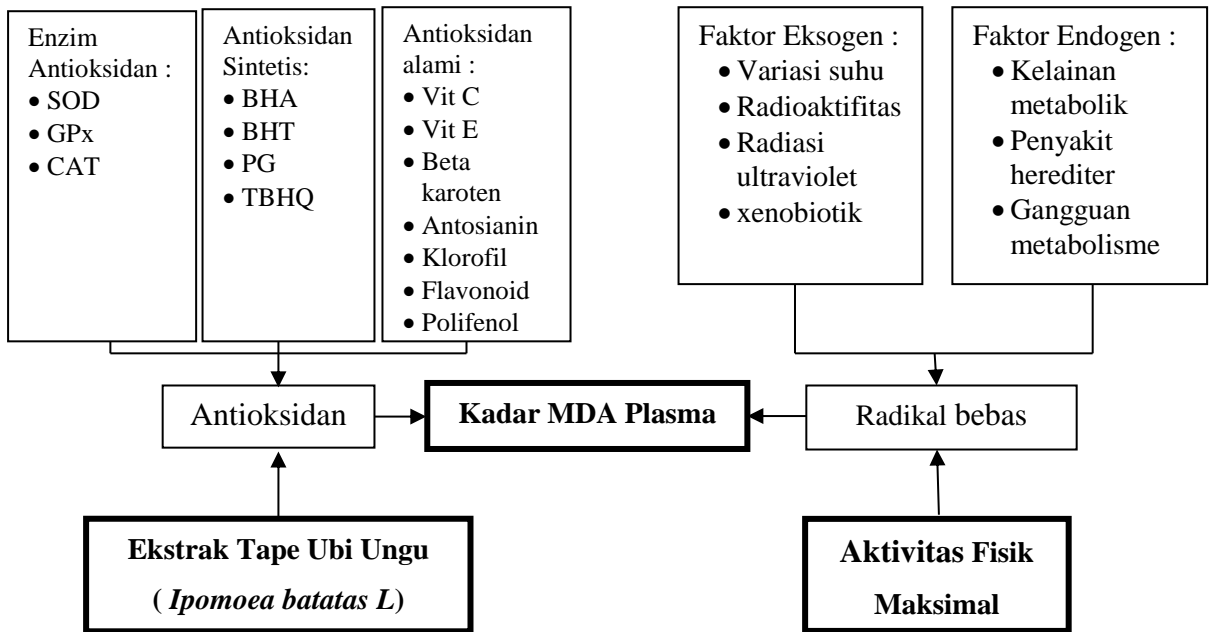 Enzim
Antioksidan :
• SOD
• GPx
• CAT
Antioksidan
Sintetis:
• BHA
• BHT
• PG
• TBHQ
Antioksidan
alami :
• Vit C
• Vit E
• Beta
karoten
• Antosianin
• Klorofil
• Flavonoid
• Polifenol
Faktor Eksogen :
• Variasi suhu
• Radioaktifitas
• Radiasi
ultraviolet
• xenobiotik
Faktor Endogen :
• Kelainan
metabolik
• Penyakit
herediter
• Gangguan
metabolisme
Antioksidan
Kadar MDA Plasma
Radikal bebas
Ekstrak Tape Ubi Ungu
( Ipomoea batatas L)
Aktivitas Fisik
Maksimal